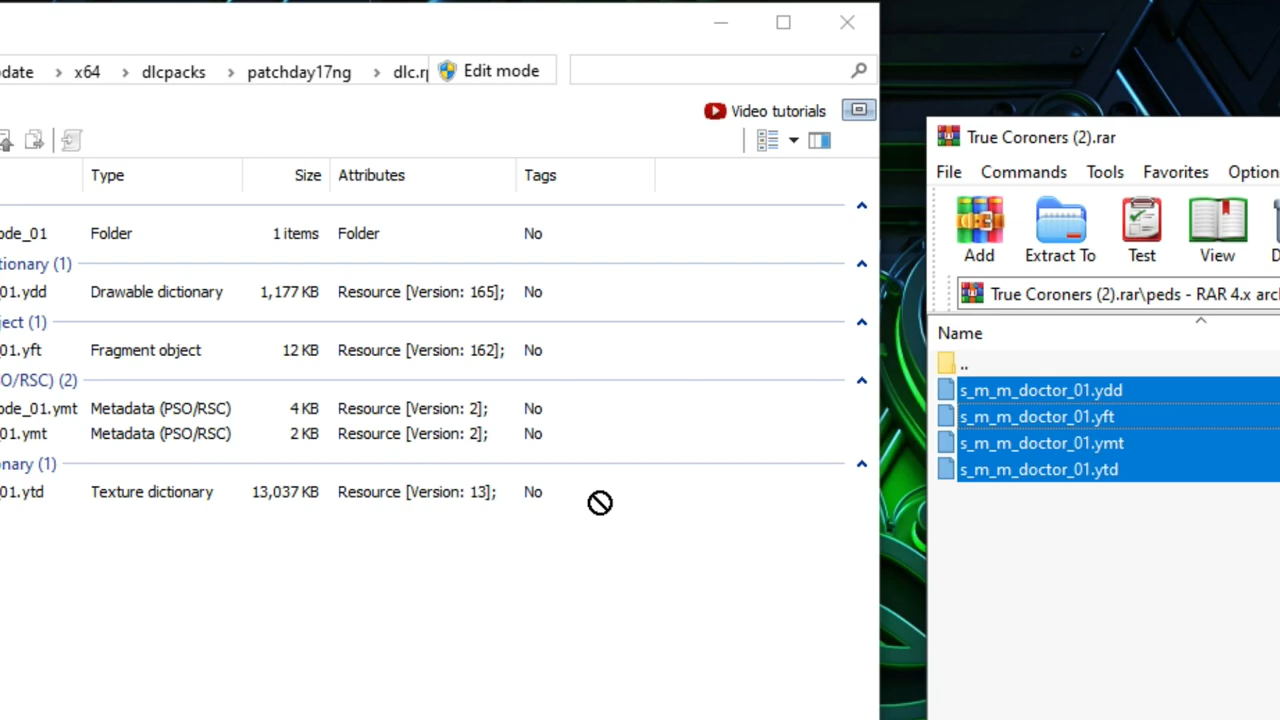 date > x64 > dlcpacks > patchday17ng > dlc.r Edit mode
Video tutorials
Type Size Attributes Tags
ode_01 Folder 1 items Folder No
tionary (1)
01.ydd Drawable dictionary 1,177 KB Resource [Version: 165]; No
ject (1)
01.yft Fragment object 12 KB Resource [Version: 162]; No
SO/RSC) (2)
ode_01.ymt Metadata (PSO/RSC) 4 KB Resource [Version: 2]; No
01.ymt Metadata (PSO/RSC) 2 KB Resource [Version: 2]; No
onary (1)
01.ytd Texture dictionary 13,037 KB Resource [Version: 13]; No
True Coroners (2).rar
File Commands Tools Favorites Option
Add Extract To Test View D
True Coroners (2).rar\peds - RAR 4.x arc
Name
..
s_m_m_doctor_01.ydd
s_m_m_doctor_01.yft
s_m_m_doctor_01.ymt
s_m_m_doctor_01.ytd